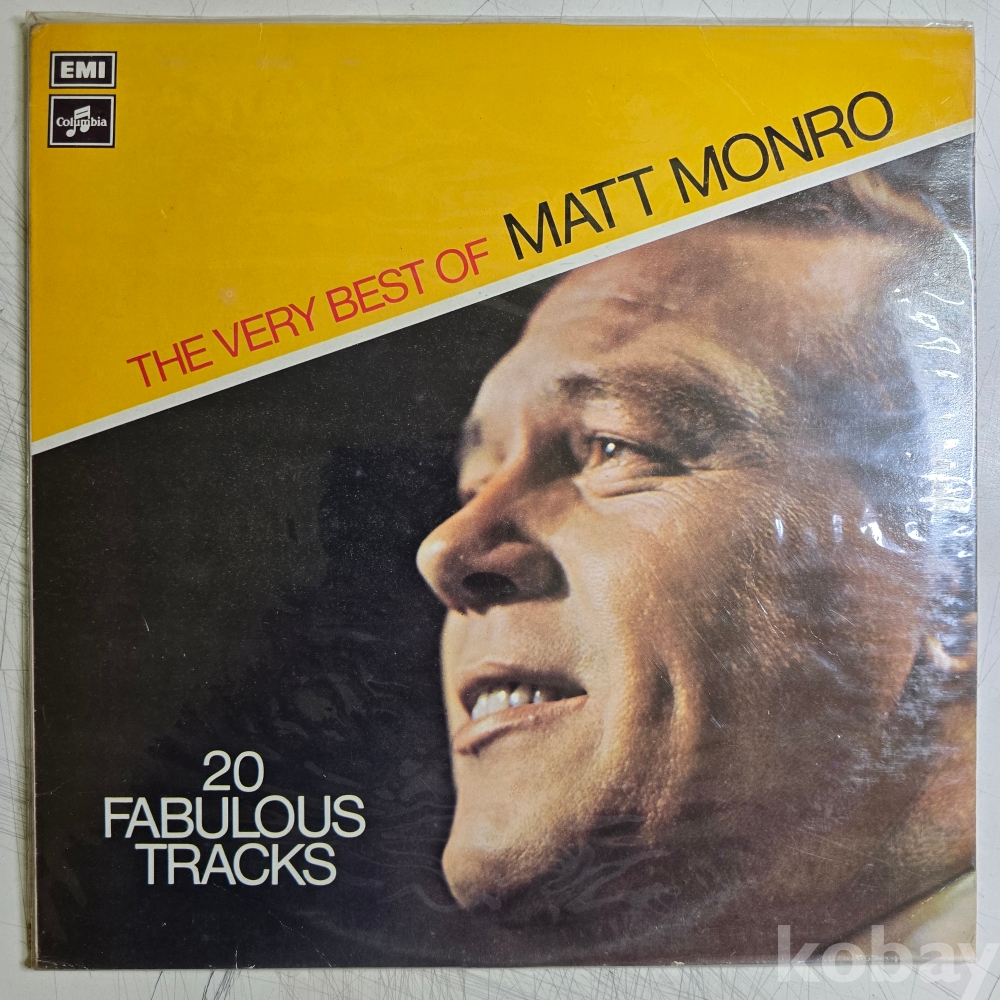 EMI
Columbia
THE VERY BEST OF MATT MONRO
20
FABULOUS
TRACKS
kobay